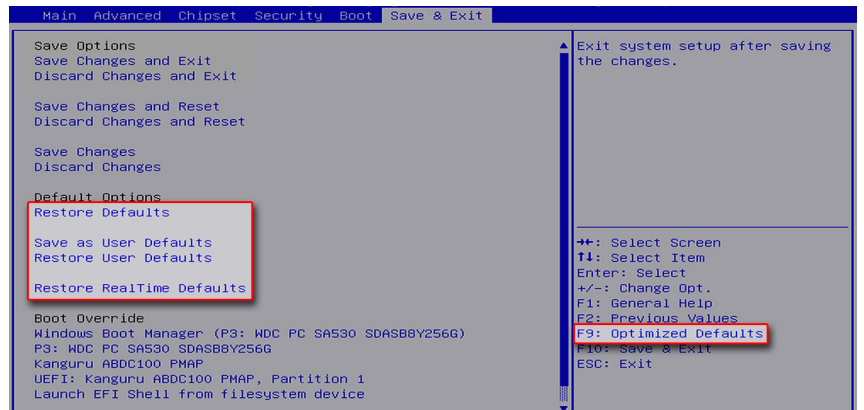 Main Advanced Chipset Security Boot Save & Exit
Save Options
Save Changes and Exit
Discard Changes and Exit
Save Changes and Reset
Discard Changes and Reset
Save Changes
Discard Changes
Default Options
Restore Defaults
Save as User Defaults
Restore User Defaults
Restore RealTime Defaults
Boot Override
Windows Boot Manager (P3: WDC PC SA530 SDASB8Y256G)
P3: WDC PC SA530 SDASB8Y256G
Kanguru ABDC100 PMAP
UEFI: Kanguru ABDC100 PMAP, Partition 1
Launch EFI Shell from filesystem device
Exit system setup after saving
the changes.
→←: Select Screen
↑↓: Select Item
Enter: Select
+/-: Change Opt.
F1: General Help
F2: Previous Values
F9: Optimized Defaults
F10: Save & Exit
ESC: Exit